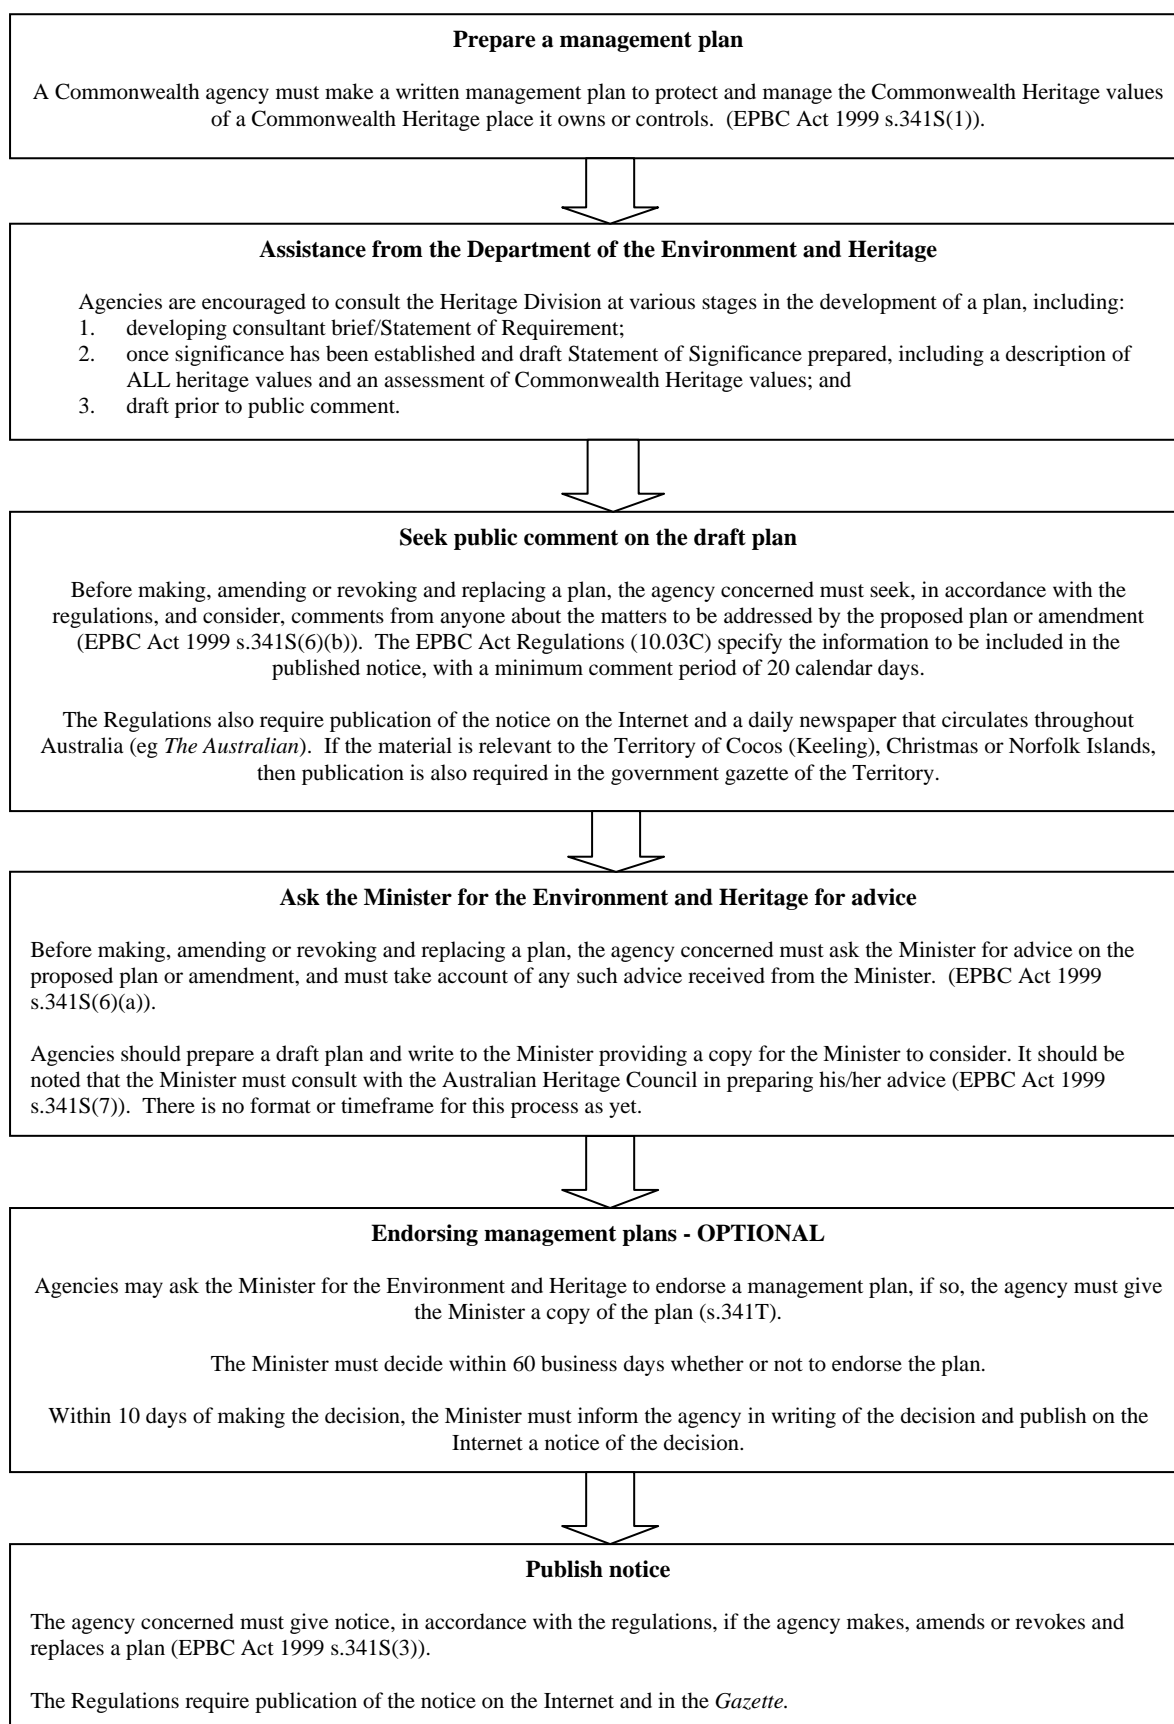 Prepare a management plan
A Commonwealth agency must make a written management plan to protect and manage the Commonwealth Heritage values
of a Commonwealth Heritage place it owns or controls.  (EPBC Act 1999 s.341S(1)).
Assistance from the Department of the Environment and Heritage
Agencies are encouraged to consult the Heritage Division at various stages in the development of a plan, including:
1. developing consultant brief/Statement of Requirement;
2. once significance has been established and draft Statement of Significance prepared, including a description of
ALL heritage values and an assessment of Commonwealth Heritage values; and
3. draft prior to public comment.
Seek public comment on the draft plan
Before making, amending or revoking and replacing a plan, the agency concerned must seek, in accordance with the
regulations, and consider, comments from anyone about the matters to be addressed by the proposed plan or amendment
(EPBC Act 1999 s.341S(6)(b)).  The EPBC Act Regulations (10.03C) specify the information to be included in the
published notice, with a minimum comment period of 20 calendar days.
The Regulations also require publication of the notice on the Internet and a daily newspaper that circulates throughout
Australia (eg The Australian).  If the material is relevant to the Territory of Cocos (Keeling), Christmas or Norfolk Islands,
then publication is also required in the government gazette of the Territory.
Ask the Minister for the Environment and Heritage for advice
Before making, amending or revoking and replacing a plan, the agency concerned must ask the Minister for advice on the
proposed plan or amendment, and must take account of any such advice received from the Minister.  (EPBC Act 1999
s.341S(6)(a)).
Agencies should prepare a draft plan and write to the Minister providing a copy for the Minister to consider. It should be
noted that the Minister must consult with the Australian Heritage Council in preparing his/her advice (EPBC Act 1999
s.341S(7)).  There is no format or timeframe for this process as yet.
Endorsing management plans - OPTIONAL
Agencies may ask the Minister for the Environment and Heritage to endorse a management plan, if so, the agency must give
the Minister a copy of the plan (s.341T).
The Minister must decide within 60 business days whether or not to endorse the plan.
Within 10 days of making the decision, the Minister must inform the agency in writing of the decision and publish on the
Internet a notice of the decision.
Publish notice
The agency concerned must give notice, in accordance with the regulations, if the agency makes, amends or revokes and
replaces a plan (EPBC Act 1999 s.341S(3)).
The Regulations require publication of the notice on the Internet and in the Gazette.